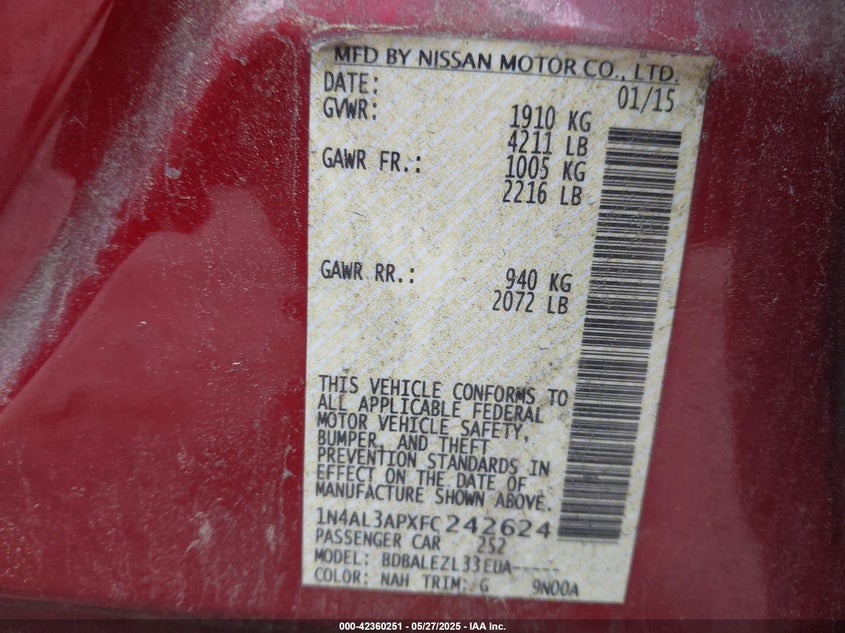 MFD BY NISSAN MOTOR CO., LTD.
DATE: 01/15
GVWR: 1910 KG
4211 LB
GAWR FR.: 1005 KG
2216 LB
GAWR RR.: 940 KG
2072 LB
THIS VEHICLE CONFORMS TO
ALL APPLICABLE FEDERAL
MOTOR VEHICLE SAFETY,
BUMPER, AND THEFT
PREVENTION STANDARDS IN
EFFECT ON THE DATE OF
MANUFACTURE SHOWN ABOVE.
1N4AL3APXFC242624
PASSENGER CAR 252
MODEL: BDBALEZL33EUA-----
COLOR: NAH TRIM: G 9N00A
000-42360251 - 05/27/2025 - IAA Inc.